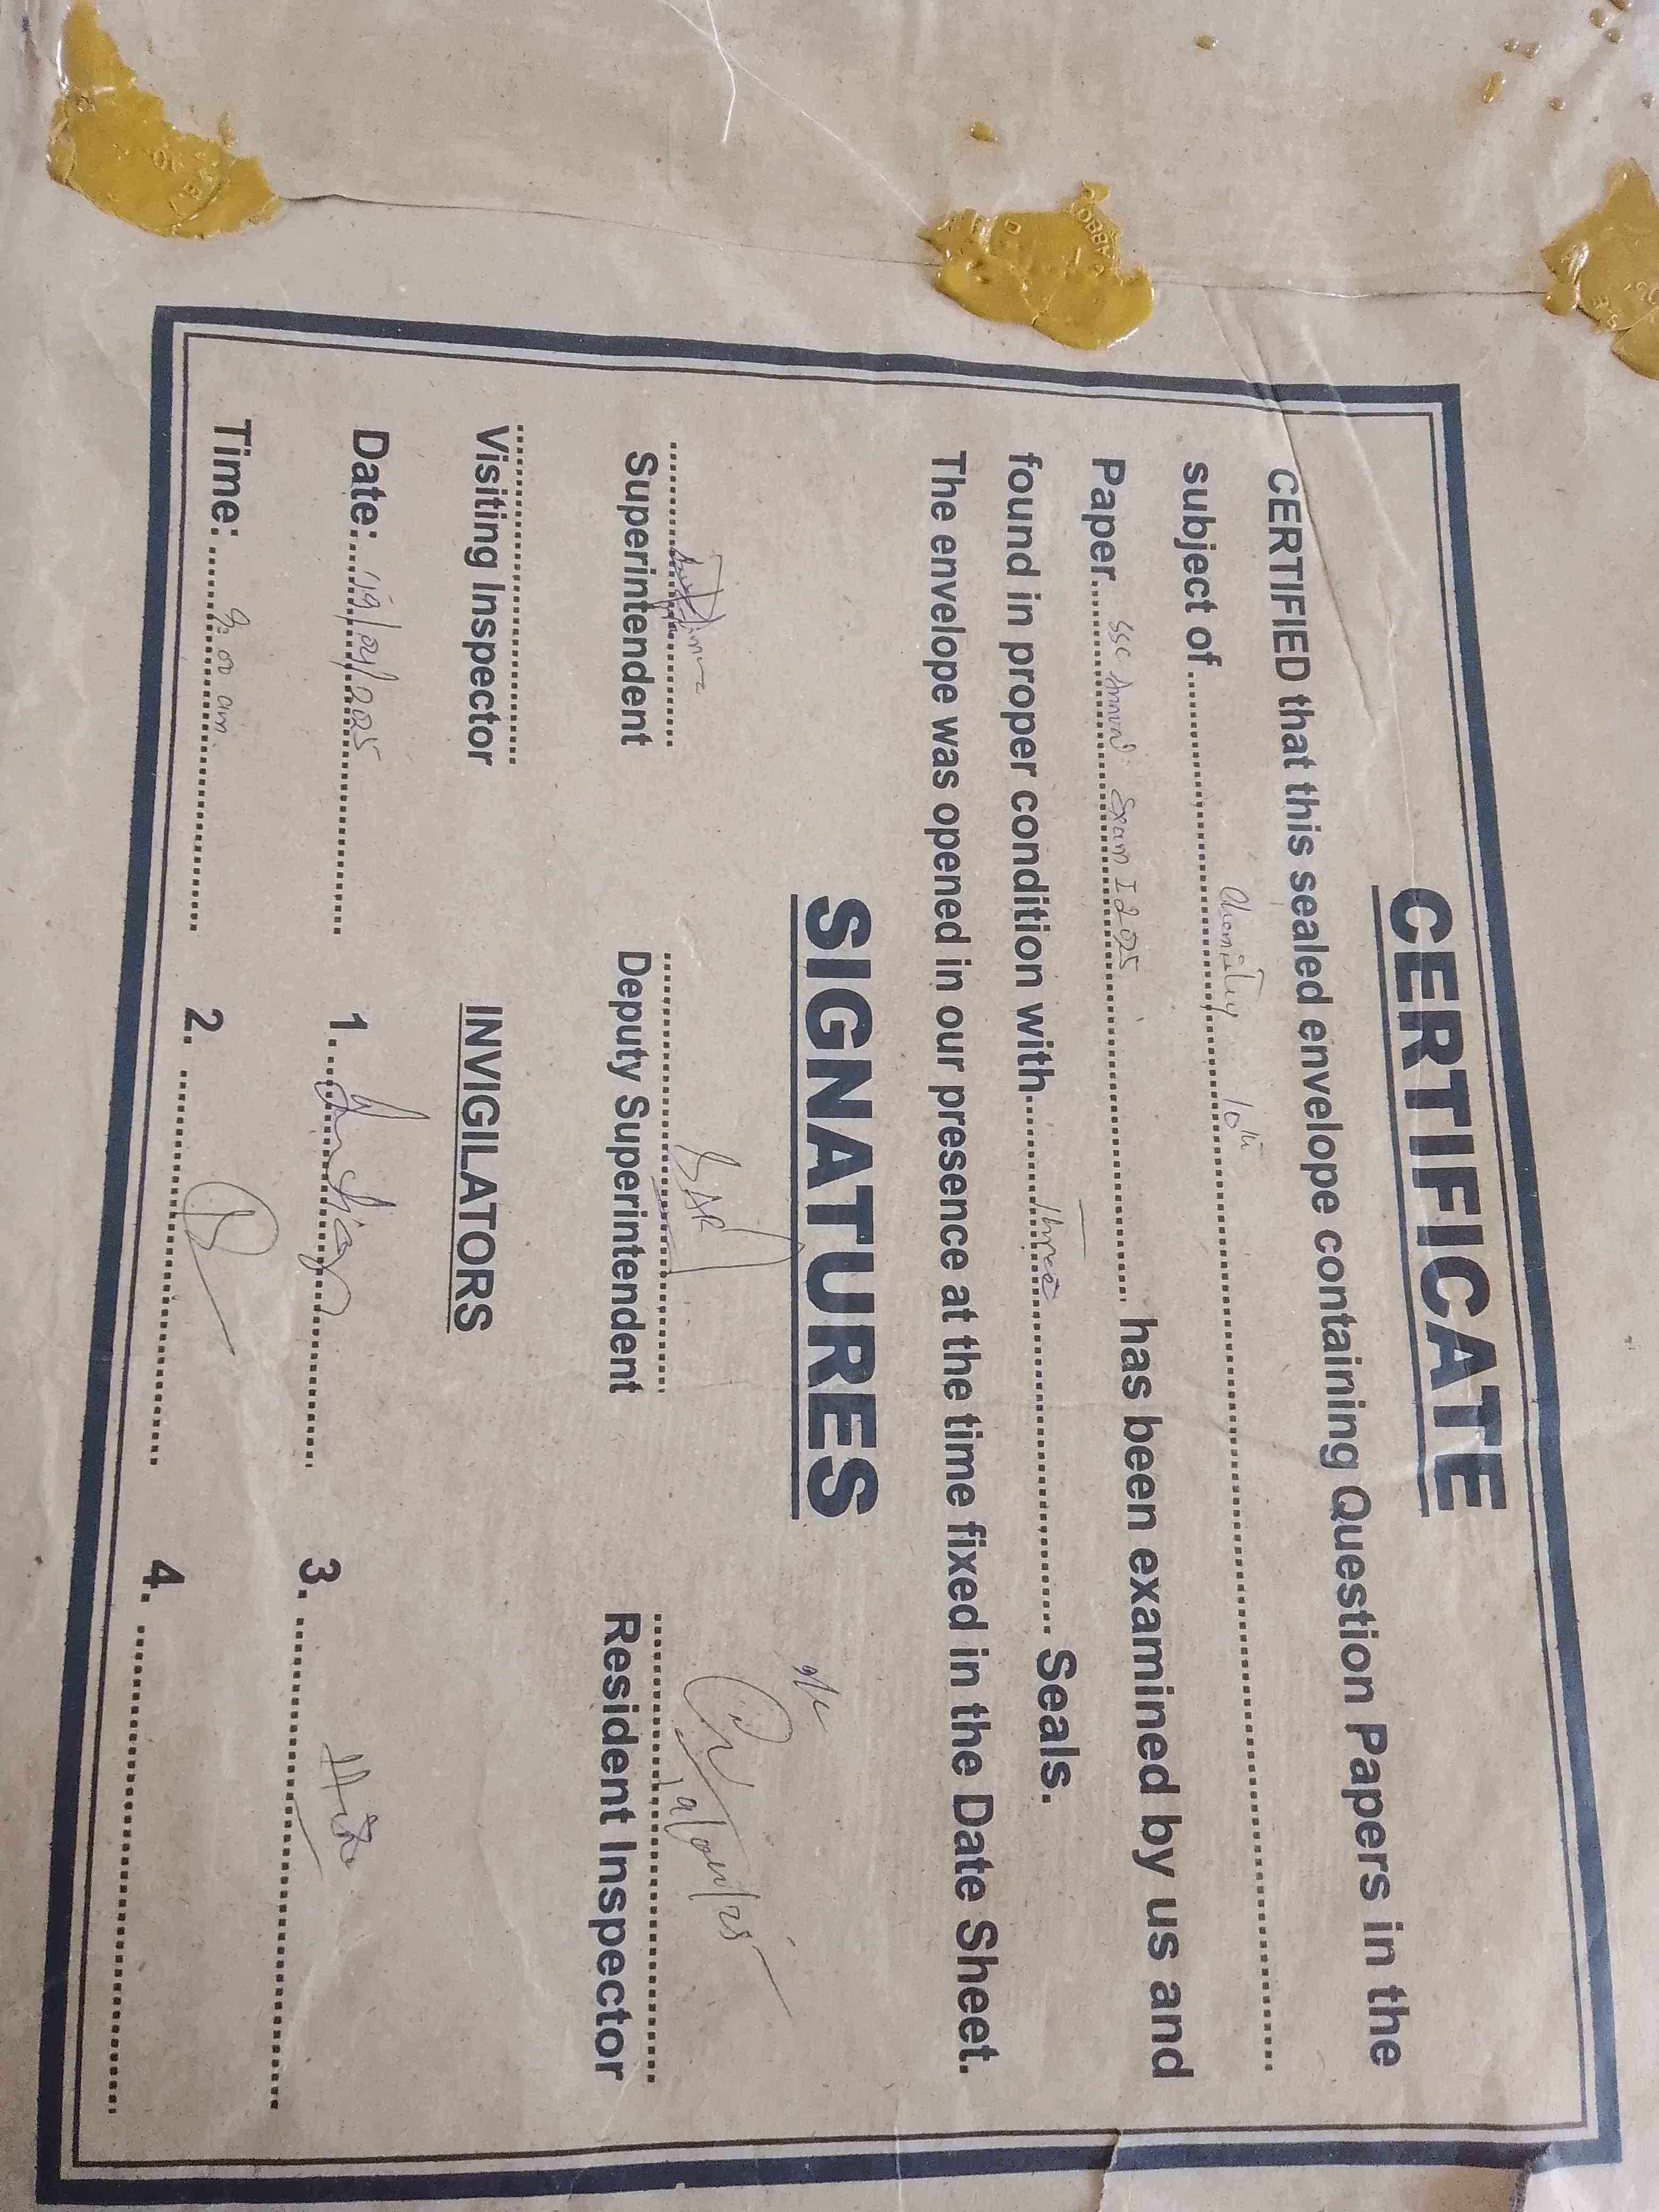 CERTIFICATE
CERTIFIED that this sealed envelope containing Question Papers in the
subject of Chemistry 10th
Paper SSC Annual Exam I 2025 has been examined by us and
found in proper condition with three Seals.
The envelope was opened in our presence at the time fixed in the Date Sheet.
SIGNATURES
Superintendent
Deputy Superintendent
Resident Inspector
Visiting Inspector
INVIGILATORS
Date: 19/04/2025
1.
3.
Time: 9:00 am.
2.
4.